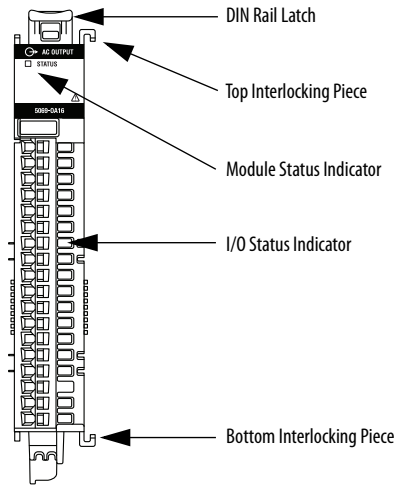 DIN Rail Latch
AC OUTPUT
STATUS
Top Interlocking Piece
5069-OA16
Module Status Indicator
I/O Status Indicator
Bottom Interlocking Piece